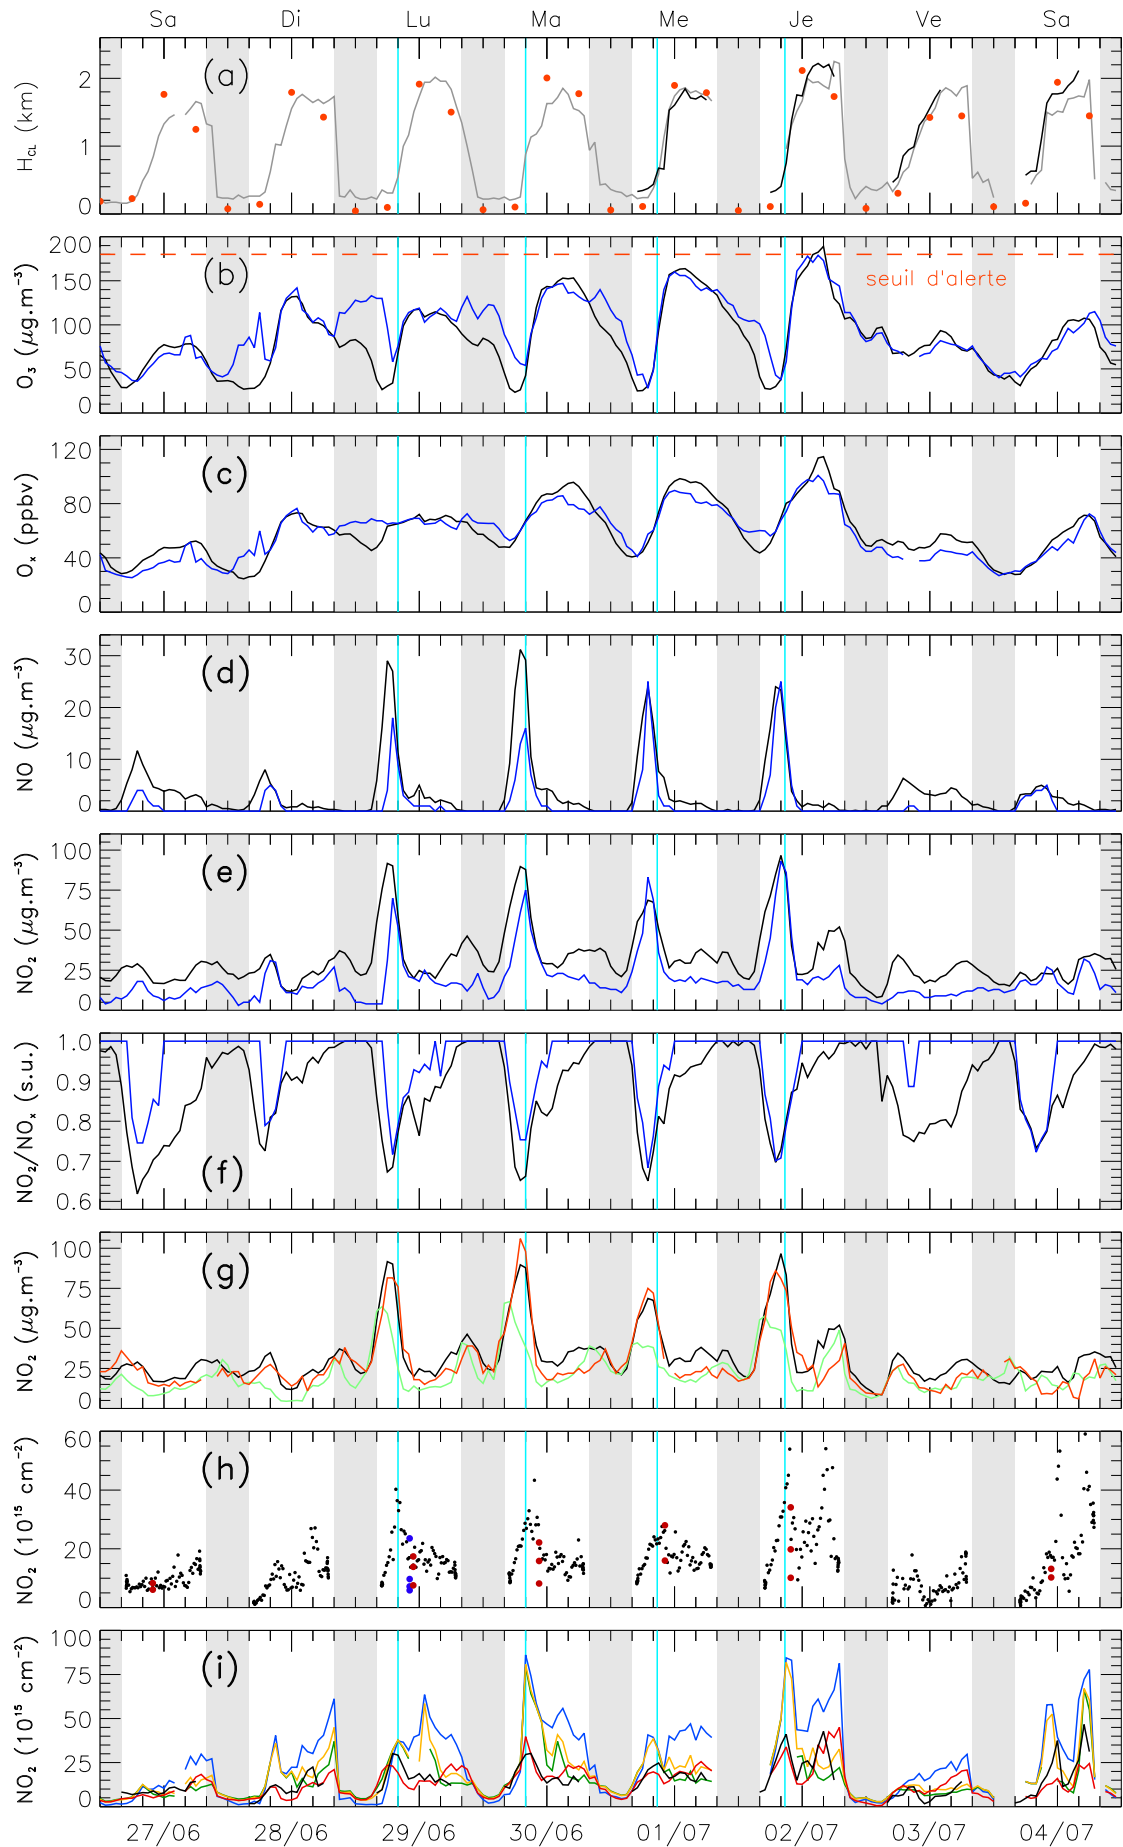 Sa Di Lu Ma Me Je Ve Sa
(a)
H_CL (km)
2
1
0
(b)
O₃ (μg.m⁻³)
200
150
100
50
0
seuil d'alerte
(c)
Oₓ (ppbv)
120
80
40
0
(d)
NO (μg.m⁻³)
30
20
10
0
(e)
NO₂ (μg.m⁻³)
100
75
50
25
0
(f)
NO₂/NOₓ (s.u.)
1.0
0.9
0.8
0.7
0.6
(g)
NO₂ (μg.m⁻³)
100
75
50
25
0
(h)
NO₂ (10¹⁵ cm⁻²)
60
40
20
0
(i)
NO₂ (10¹⁵ cm⁻²)
100
75
50
25
0
27/06 28/06 29/06 30/06 01/07 02/07 03/07 04/07